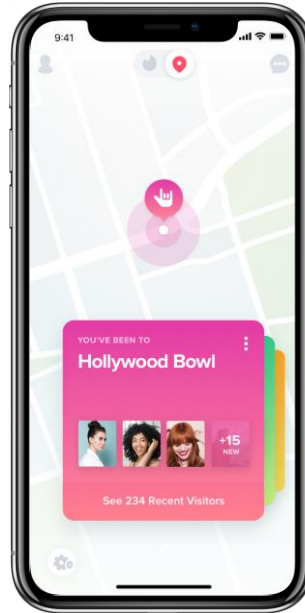 9:41
YOU'VE BEEN TO
Hollywood Bowl
+15
NEW
See 234 Recent Visitors